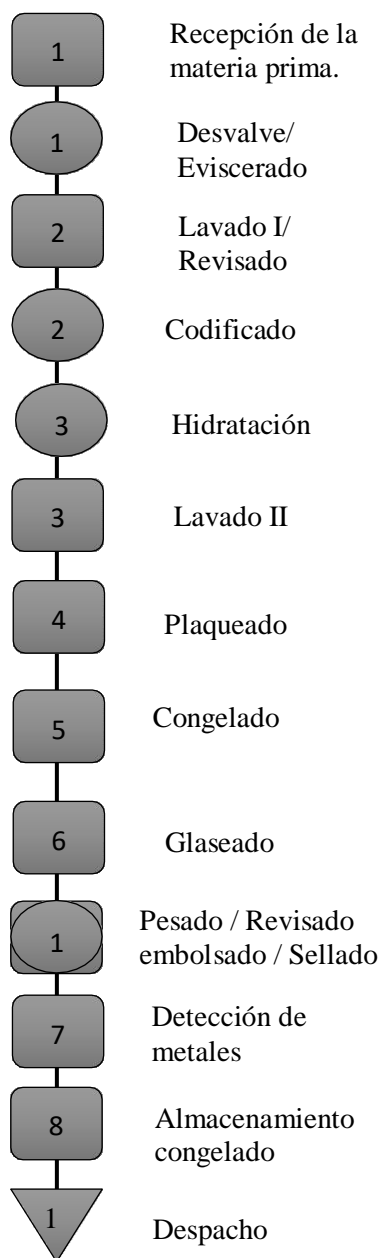 1
Recepción de la
materia prima.
1
Desvalve/
Eviscerado
2
Lavado I/
Revisado
2
Codificado
3
Hidratación
3
Lavado II
4
Plaqueado
5
Congelado
6
Glaseado
1
Pesado / Revisado
embolsado / Sellado
7
Detección de
metales
8
Almacenamiento
congelado
1
Despacho